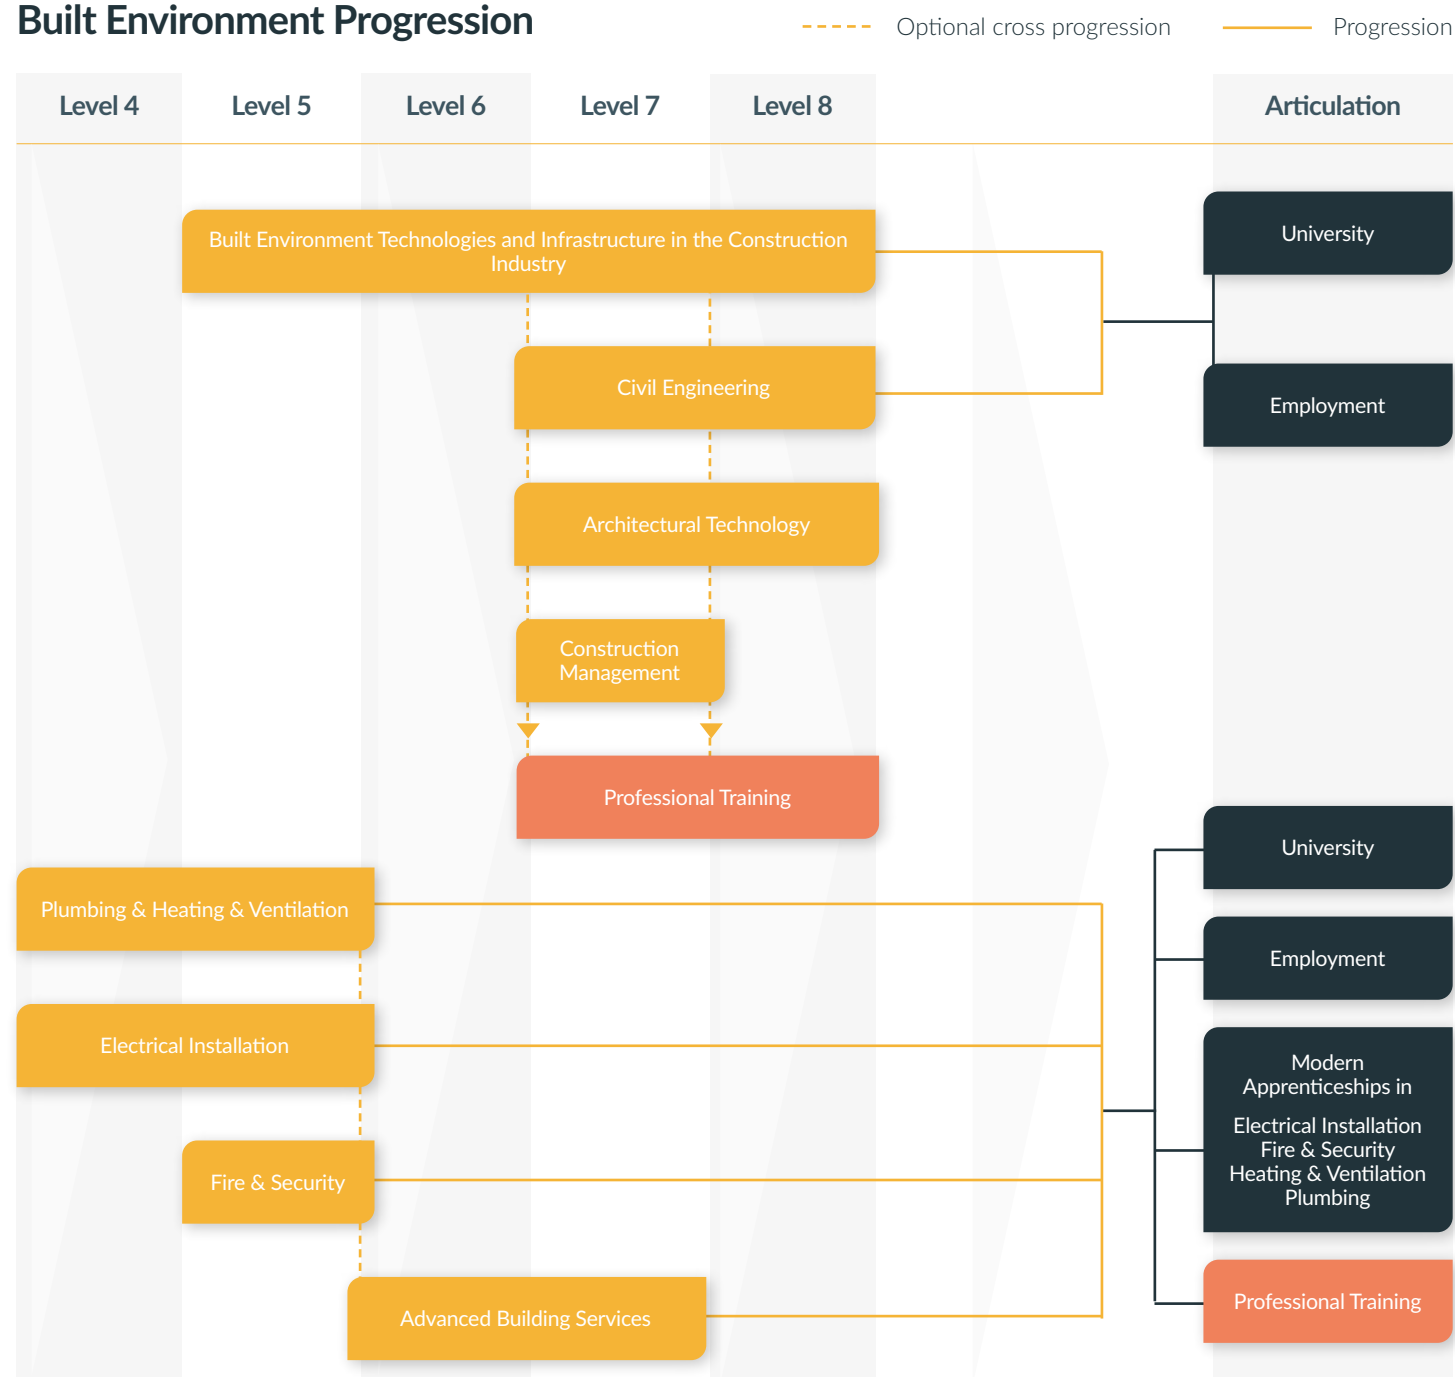 Built Environment Progression
Optional cross progression
Progression
Level 4
Level 5
Level 6
Level 7
Level 8
Articulation
Built Environment Technologies and Infrastructure in the Construction
Industry
University
Civil Engineering
Employment
Architectural Technology
Construction
Management
Professional Training
University
Plumbing & Heating & Ventilation
Employment
Electrical Installation
Modern
Apprenticeships in
Electrical Installation
Fire & Security
Heating & Ventilation
Plumbing
Fire & Security
Professional Training
Advanced Building Services